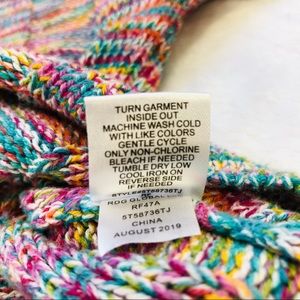 TURN GARMENT
INSIDE OUT
MACHINE WASH COLD
WITH LIKE COLORS
GENTLE CYCLE
ONLY NON-CHLORINE
BLEACH IF NEEDED
TUMBLE DRY LOW
COOL IRON ON
REVERSE SIDE
IF NEEDED
RDG GLOBAL
RF47A
ST58736TJ
CHINA
AUGUST 2019